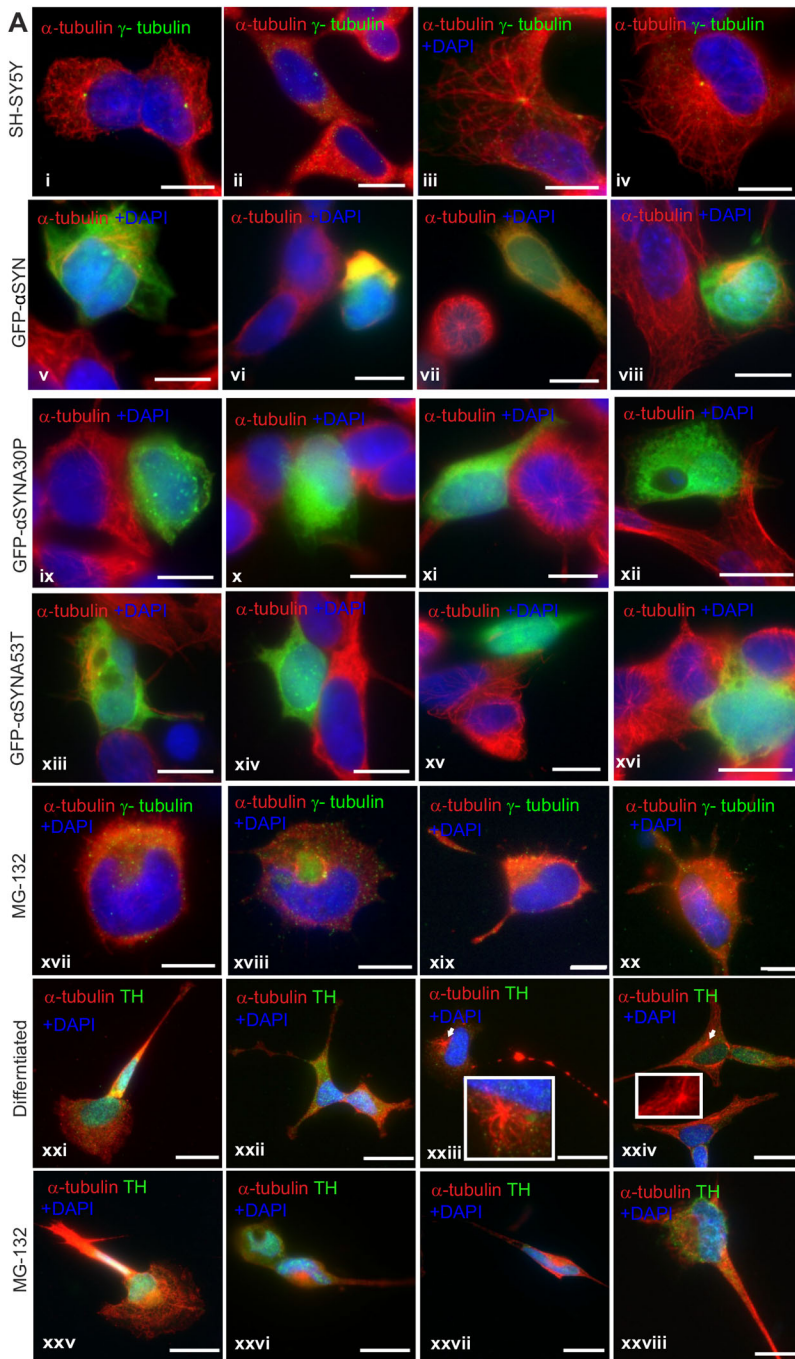 A
SH-SY5Y
α-tubulin γ- tubulin
i
α-tubulin γ- tubulin
ii
α-tubulin γ- tubulin
+DAPI
iii
α-tubulin γ- tubulin
iv
GFP-αSYN
α-tubulin +DAPI
v
α-tubulin +DAPI
vi
α-tubulin +DAPI
vii
α-tubulin +DAPI
viii
GFP-αSYNA30P
α-tubulin +DAPI
ix
α-tubulin +DAPI
x
α-tubulin +DAPI
xi
α-tubulin +DAPI
xii
GFP-αSYNA53T
α-tubulin +DAPI
xiii
α-tubulin +DAPI
xiv
α-tubulin +DAPI
xv
α-tubulin +DAPI
xvi
MG-132
α-tubulin γ- tubulin
+DAPI
xvii
α-tubulin γ- tubulin
+DAPI
xviii
α-tubulin γ- tubulin
+DAPI
xix
α-tubulin γ- tubulin
+DAPI
xx
Differntiated
α-tubulin TH
+DAPI
xxi
α-tubulin TH
+DAPI
xxii
α-tubulin TH
+DAPI
xxiii
α-tubulin TH
+DAPI
xxiv
MG-132
α-tubulin TH
+DAPI
xxv
α-tubulin TH
+DAPI
xxvi
α-tubulin TH
+DAPI
xxvii
α-tubulin TH
+DAPI
xxviii